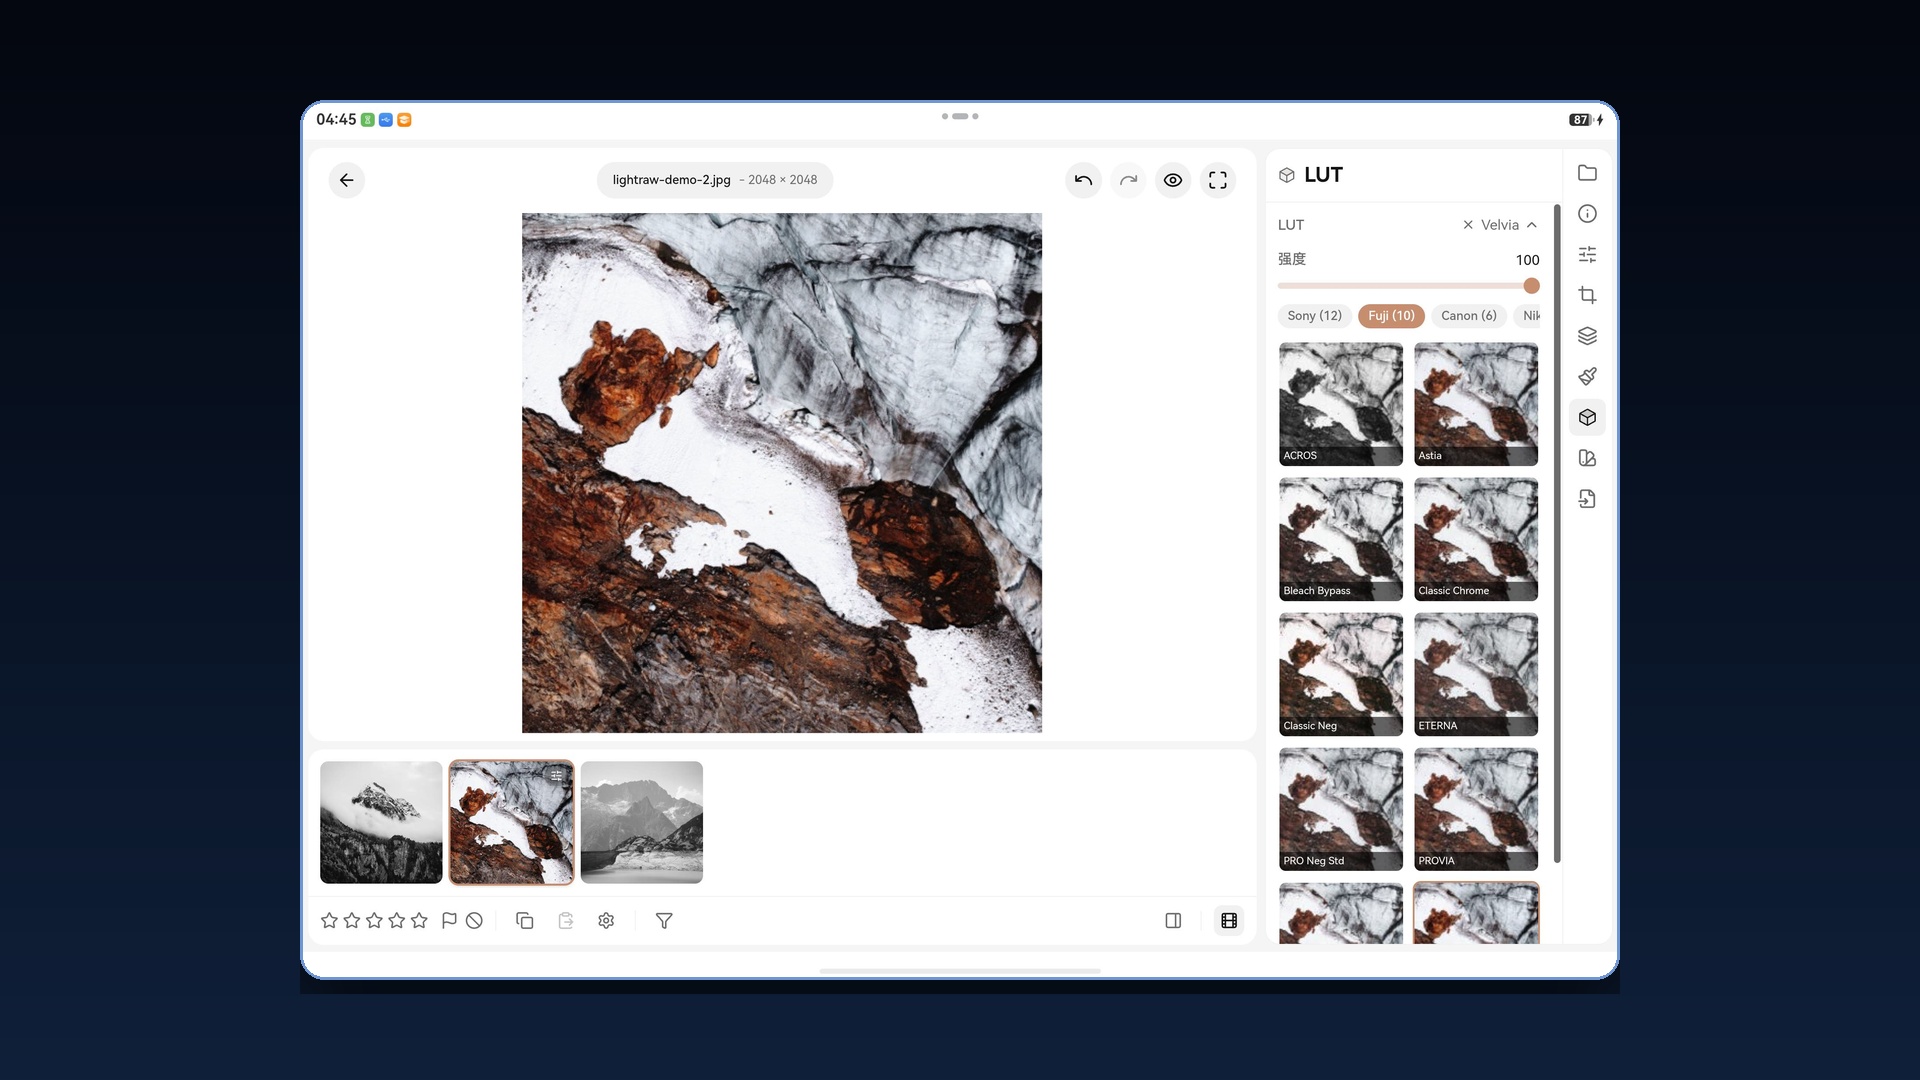 04:45
87
lightraw-demo-2.jpg - 2048 × 2048
LUT
LUT
Velvia
强度
100
Sony (12)
Fuji (10)
Canon (6)
Nik
ACROS
Astia
Bleach Bypass
Classic Chrome
Classic Neg
ETERNA
PRO Neg Std
PROVIA